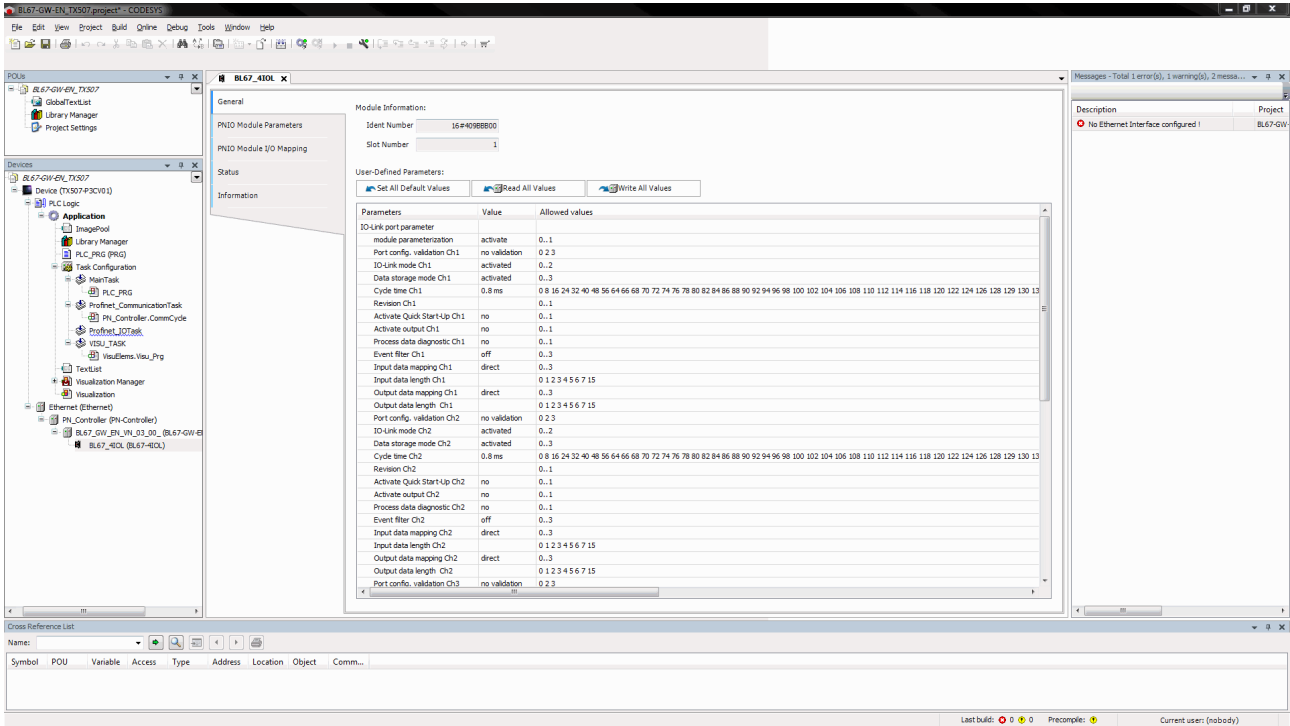 BL67-GW-EN_TX507.project* - CODESYS
File Edit View Project Build Online Debug Tools Window Help
POUs
BL67-GW-EN_TX507
GlobalTextList
Library Manager
Project Settings
Devices
BL67-GW-EN_TX507
Device (TX507-P3CV01)
PLC Logic
Application
ImagePool
Library Manager
PLC_PRG (PRG)
Task Configuration
MainTask
PLC_PRG
Profinet_CommunicationTask
PN_Controller.CommCycle
Profinet_IOTask
VISU_TASK
VisuElems.Visu_Prg
TextList
Visualization Manager
Visualization
Ethernet (Ethernet)
PN_Controller (PN-Controller)
BL67_GW_EN_VN_03_00_ (BL67-GW-E
BL67_4IOL (BL67-4IOL)
BL67_4IOL
General
PNIO Module Parameters
PNIO Module I/O Mapping
Status
Information
Module Information:
Ident Number 16#409BBB00
Slot Number 1
User-Defined Parameters:
Set All Default Values Read All Values Write All Values
Parameters Value Allowed values
IO-Link port parameter
module parameterization activate 0..1
Port config. validation Ch1 no validation 0 2 3
IO-Link mode Ch1 activated 0..2
Data storage mode Ch1 activated 0..3
Cycle time Ch1 0.8 ms 0 8 16 24 32 40 48 56 64 66 68 70 72 74 76 78 80 82 84 86 88 90 92 94 96 98 100 102 104 106 108 110 112 114 116 118 120 122 124 126 128 129 130 13
Revision Ch1 0..1
Activate Quick Start-Up Ch1 no 0..1
Activate output Ch1 no 0..1
Process data diagnostic Ch1 no 0..1
Event filter Ch1 off 0..3
Input data mapping Ch1 direct 0..3
Input data length Ch1 0 1 2 3 4 5 6 7 15
Output data mapping Ch1 direct 0..3
Output data length Ch1 0 1 2 3 4 5 6 7 15
Port config. validation Ch2 no validation 0 2 3
IO-Link mode Ch2 activated 0..2
Data storage mode Ch2 activated 0..3
Cycle time Ch2 0.8 ms 0 8 16 24 32 40 48 56 64 66 68 70 72 74 76 78 80 82 84 86 88 90 92 94 96 98 100 102 104 106 108 110 112 114 116 118 120 122 124 126 128 129 130 13
Revision Ch2 0..1
Activate Quick Start-Up Ch2 no 0..1
Activate output Ch2 no 0..1
Process data diagnostic Ch2 no 0..1
Event filter Ch2 off 0..3
Input data mapping Ch2 direct 0..3
Input data length Ch2 0 1 2 3 4 5 6 7 15
Output data mapping Ch2 direct 0..3
Output data length Ch2 0 1 2 3 4 5 6 7 15
Port config. validation Ch3 no validation 0 2 3
Messages - Total 1 error(s), 1 warning(s), 2 messa...
Description Project
No Ethernet Interface configured ! BL67-GW-
Cross Reference List
Name:
Symbol POU Variable Access Type Address Location Object Comm...
Last build: 0 0 Precompile: Current user: (nobody)